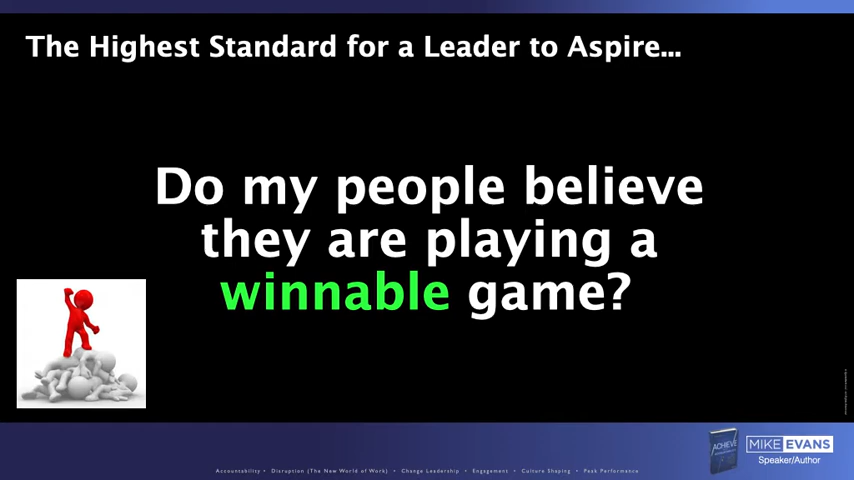 The Highest Standard for a Leader to Aspire...
Do my people believe
they are playing a
winnable game?
ACHIEVE
MIKE EVANS
Speaker/Author
Accountability • Disruption (The New World of Work) • Change Leadership • Engagement • Culture Shaping • Peak Performance